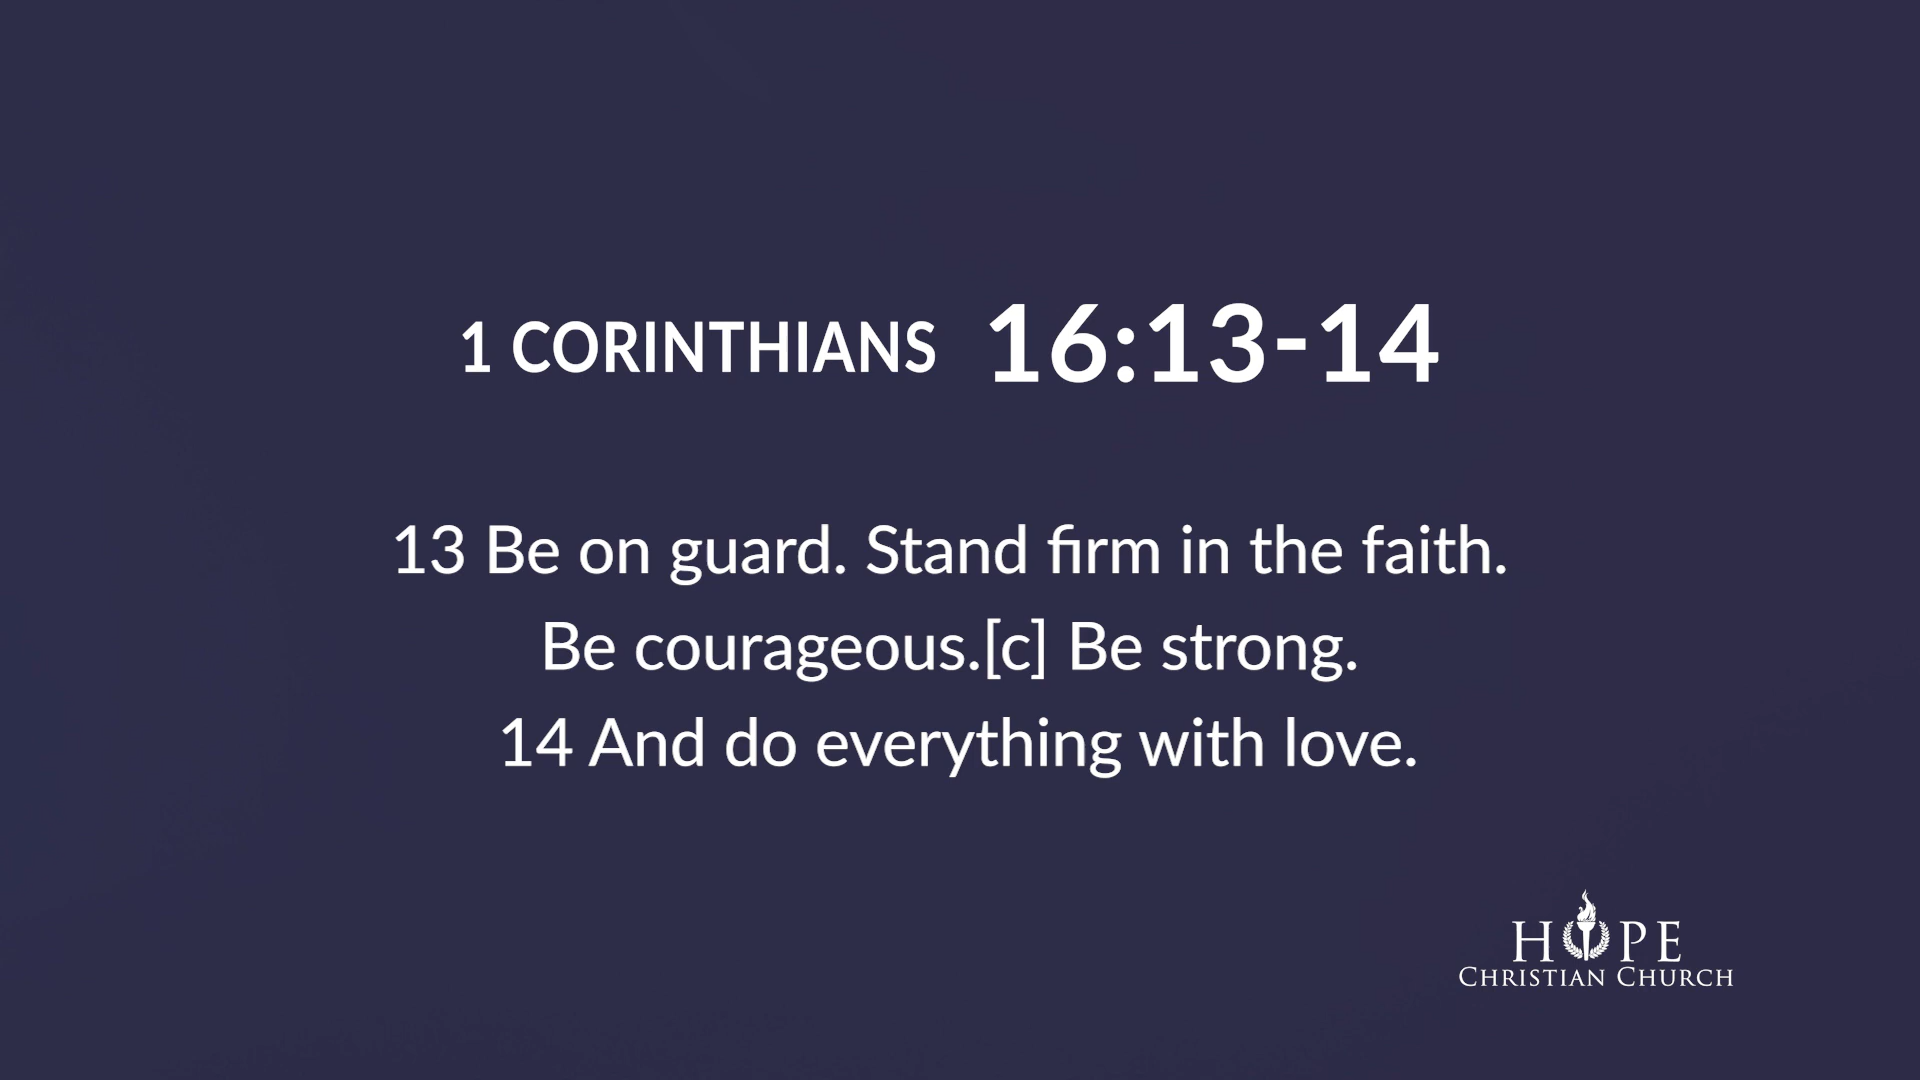 1 CORINTHIANS 16:13-14
13 Be on guard. Stand firm in the faith.
Be courageous.[c] Be strong.
14 And do everything with love.
HOPE
CHRISTIAN CHURCH